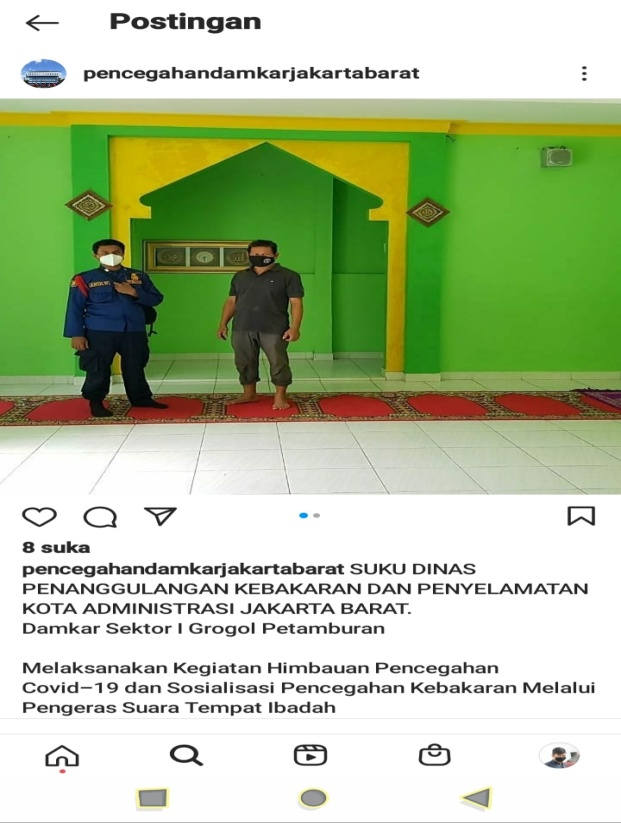 Postingan
pencegahandamkarjakartabarat
8 suka
pencegahandamkarjakartabarat SUKU DINAS
PENANGGULANGAN KEBAKARAN DAN PENYELAMATAN
KOTA ADMINISTRASI JAKARTA BARAT.
Damkar Sektor I Grogol Petamburan
Melaksanakan Kegiatan Himbauan Pencegahan
Covid–19 dan Sosialisasi Pencegahan Kebakaran Melalui
Pengeras Suara Tempat Ibadah